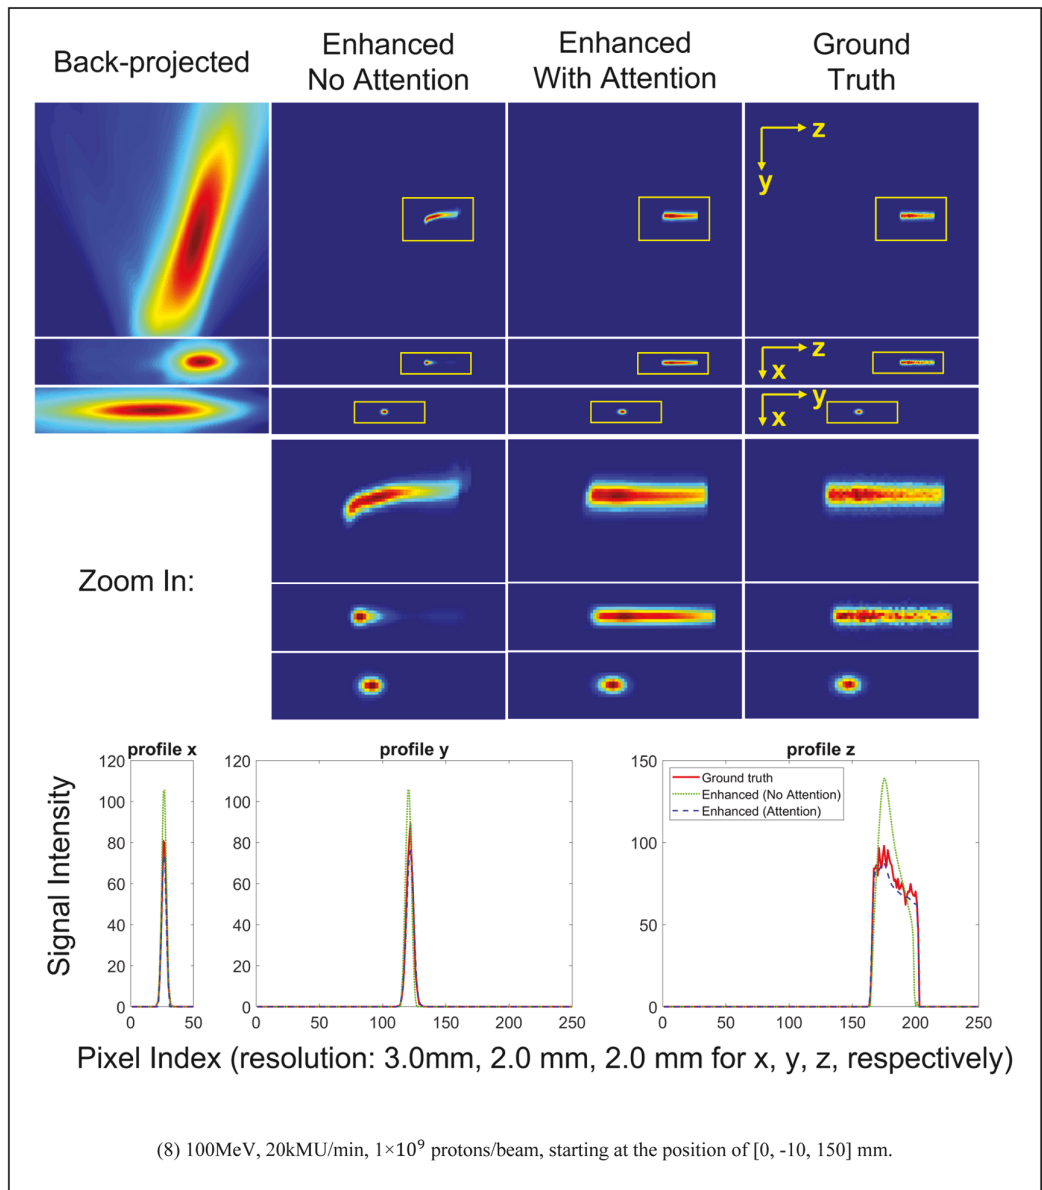 Back-projected
Enhanced
No Attention
Enhanced
With Attention
Ground
Truth
z
y
z
x
y
x
Zoom In:
profile x
profile y
profile z
Signal Intensity
120
100
80
60
40
20
0
0
50
120
100
80
60
40
20
0
0
50
100
150
200
250
150
100
50
0
0
50
100
150
200
250
Ground truth
Enhanced (No Attention)
Enhanced (Attention)
Pixel Index (resolution: 3.0mm, 2.0 mm, 2.0 mm for x, y, z, respectively)
(8) 100MeV, 20kMU/min, 1×10⁹ protons/beam, starting at the position of [0, -10, 150] mm.